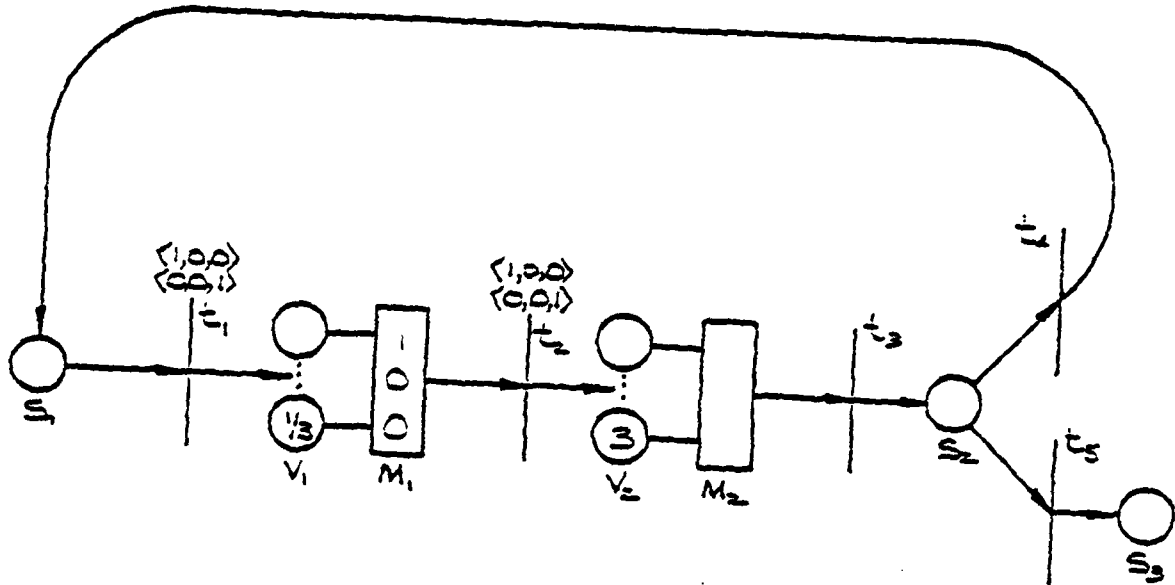 ⟨1,0,0⟩
⟨0,0,1⟩
t1
⟨1,0,0⟩
⟨0,0,1⟩
t2
t3
t4
t5
1
0
0
1/3
3
S1
V1
M1
V2
M2
S2
S3